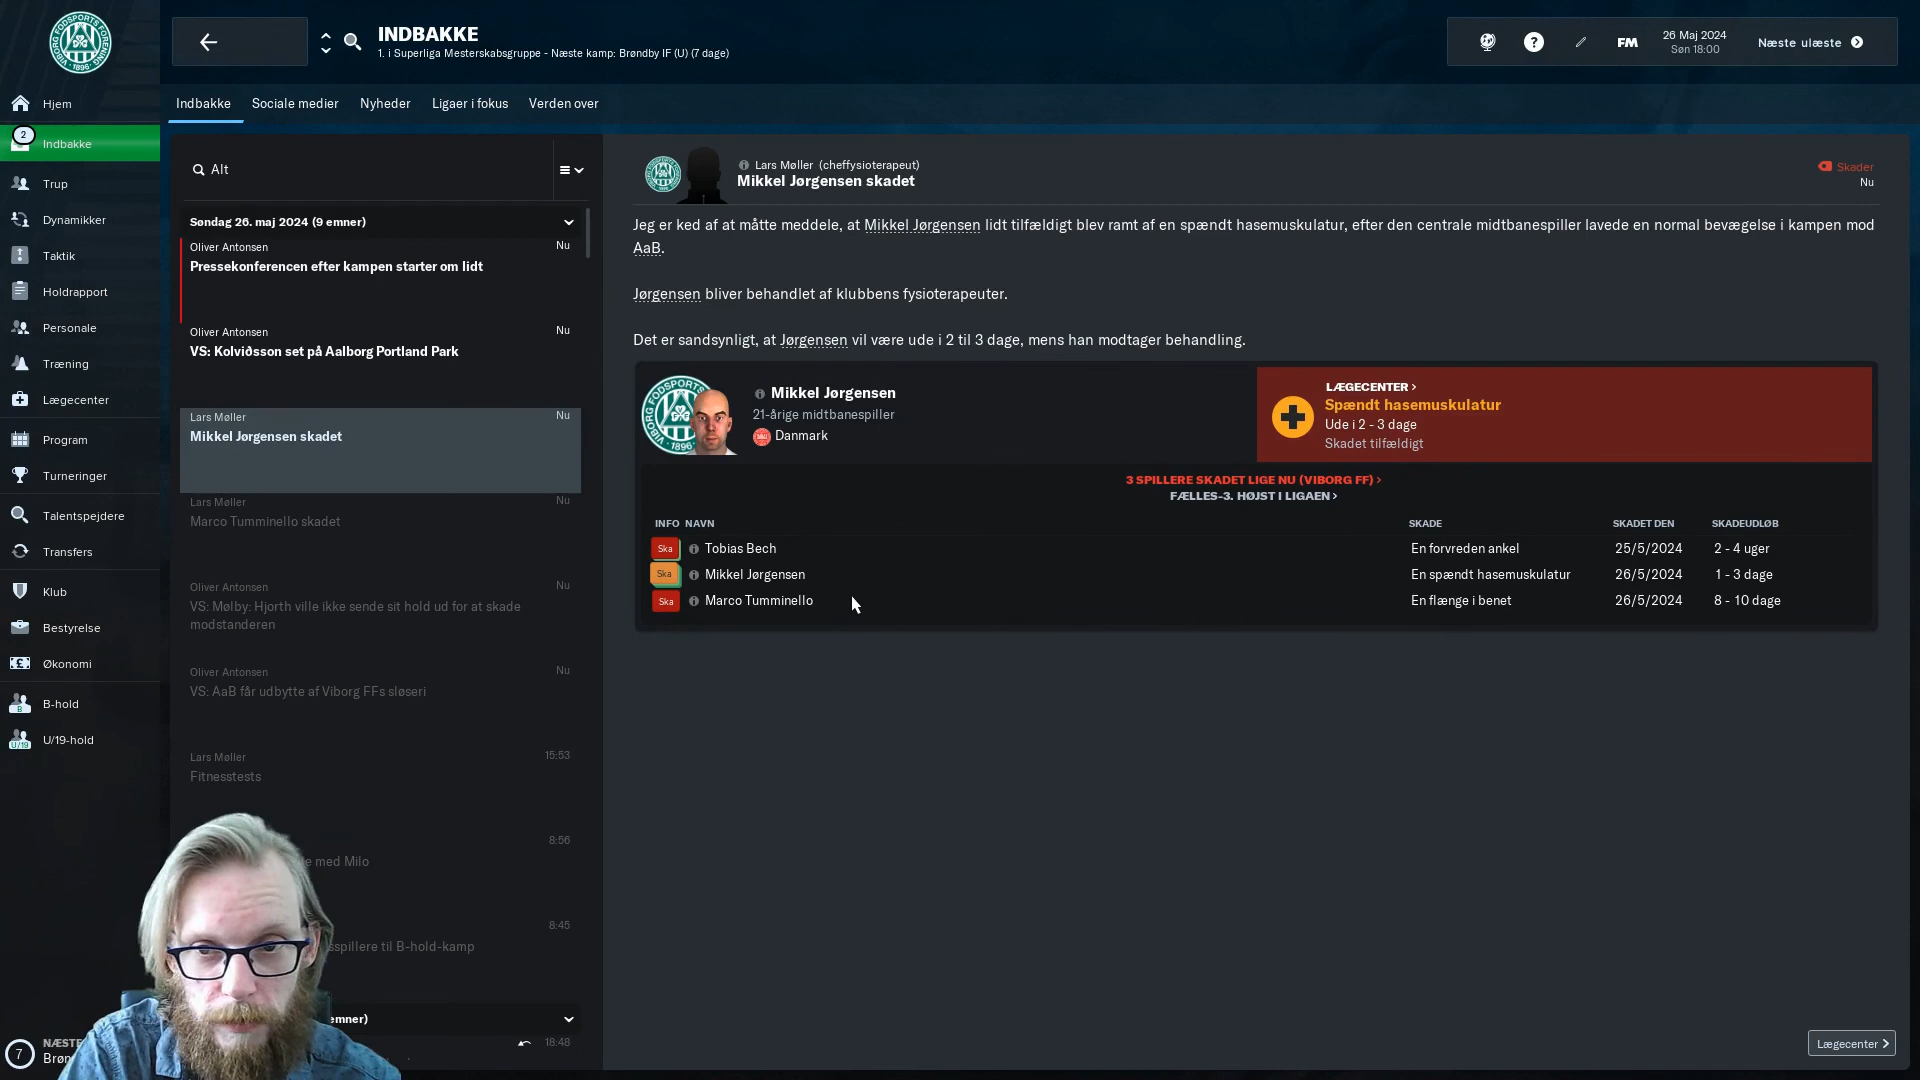 INDBAKKE
1. i Superliga Mesterskabsgruppe - Næste kamp: Brøndby IF (U) (7 dage)
FM
26 Maj 2024
Søn 18:00
Næste ulæste
Hjem
2
Indbakke
Trup
Dynamikker
Taktik
Holdrapport
Personale
Træning
Lægecenter
Program
Turneringer
Talentspejdere
Transfers
Klub
Bestyrelse
Økonomi
B-hold
U/19-hold
7
NÆSTE
Brøn
Indbakke
Sociale medier
Nyheder
Ligaer i fokus
Verden over
Alt
Søndag 26. maj 2024 (9 emner)
Oliver Antonsen
Nu
Pressekonferencen efter kampen starter om lidt
Oliver Antonsen
Nu
VS: Kolviðsson set på Aalborg Portland Park
Lars Møller
Nu
Mikkel Jørgensen skadet
Lars Møller
Nu
Marco Tumminello skadet
Oliver Antonsen
Nu
VS: Mølby: Hjorth ville ikke sende sit hold ud for at skade
modstanderen
Oliver Antonsen
Nu
VS: AaB får udbytte af Viborg FFs sløseri
Lars Møller
15:53
Fitnesstests
8:56
med Milo
8:45
sspillere til B-hold-kamp
emner)
18:48
Lars Møller (cheffysioterapeut)
Mikkel Jørgensen skadet
Skader
Nu
Jeg er ked af at måtte meddele, at Mikkel Jørgensen lidt tilfældigt blev ramt af en spændt hasemuskulatur, efter den centrale midtbanespiller lavede en normal bevægelse i kampen mod
AaB.
Jørgensen bliver behandlet af klubbens fysioterapeuter.
Det er sandsynligt, at Jørgensen vil være ude i 2 til 3 dage, mens han modtager behandling.
Mikkel Jørgensen
21-årige midtbanespiller
Danmark
LÆGECENTER >
Spændt hasemuskulatur
Ude i 2 - 3 dage
Skadet tilfældigt
3 SPILLERE SKADET LIGE NU (VIBORG FF) >
FÆLLES-3. HØJST I LIGAEN >
INFO NAVN SKADE SKADET DEN SKADEUDLØB
Ska Tobias Bech En forvreden ankel 25/5/2024 2 - 4 uger
Ska Mikkel Jørgensen En spændt hasemuskulatur 26/5/2024 1 - 3 dage
Ska Marco Tumminello En flænge i benet 26/5/2024 8 - 10 dage
Lægecenter >